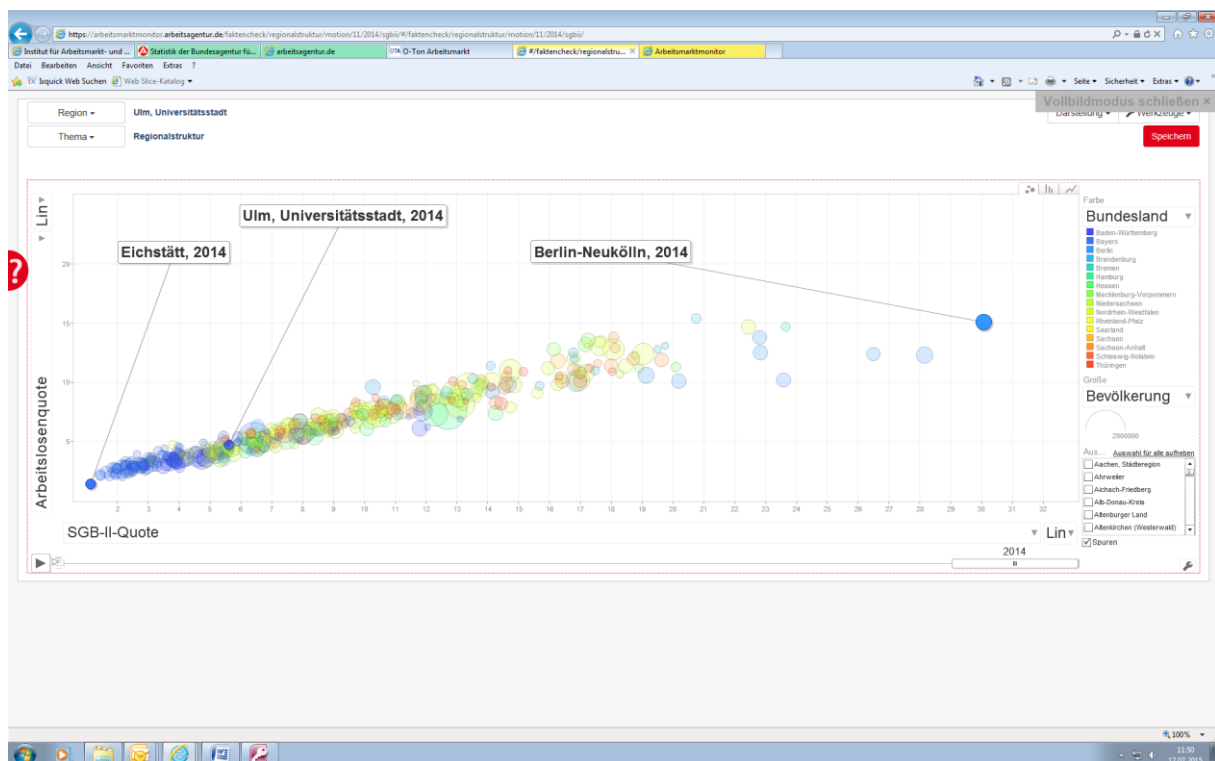 https://arbeitsmarktmonitor.arbeitsagentur.de/faktencheck/regionalstruktur/motion/11/2014/sgbii/#/faktencheck/regionalstruktur/motion/11/2014/sgbii/
Institut für Arbeitsmarkt- und ... Statistik der Bundesagentur fü... arbeitsagentur.de OTA O-Ton Arbeitsmarkt #/faktencheck/regionalstru... × Arbeitsmarktmonitor
Datei Bearbeiten Ansicht Favoriten Extras ?
Ixquick Web Suchen Web Slice-Katalog Seite Sicherheit Extras
Vollbildmodus schließen ×
Region Ulm, Universitätsstadt Darstellung Werkzeuge
Thema Regionalstruktur Speichern
Lin
Arbeitslosenquote
20
15
10
5
Ulm, Universitätsstadt, 2014
Eichstätt, 2014
Berlin-Neukölln, 2014
2 3 4 5 6 7 8 9 10 11 12 13 14 15 16 17 18 19 20 21 22 23 24 25 26 27 28 29 30 31 32
SGB-II-Quote Lin
2014
Farbe
Bundesland
Baden-Württemberg
Bayern
Berlin
Brandenburg
Bremen
Hamburg
Hessen
Mecklenburg-Vorpommern
Niedersachsen
Nordrhein-Westfalen
Rheinland-Pfalz
Saarland
Sachsen
Sachsen-Anhalt
Schleswig-Holstein
Thüringen
Größe
Bevölkerung
2000000
Aus... Auswahl für alle aufheben
Aachen, Städteregion
Ahrweiler
Aichach-Friedberg
Alb-Donau-Kreis
Altenburger Land
Altenkirchen (Westerwald)
Spuren
?
100%
11:50
17.07.2015